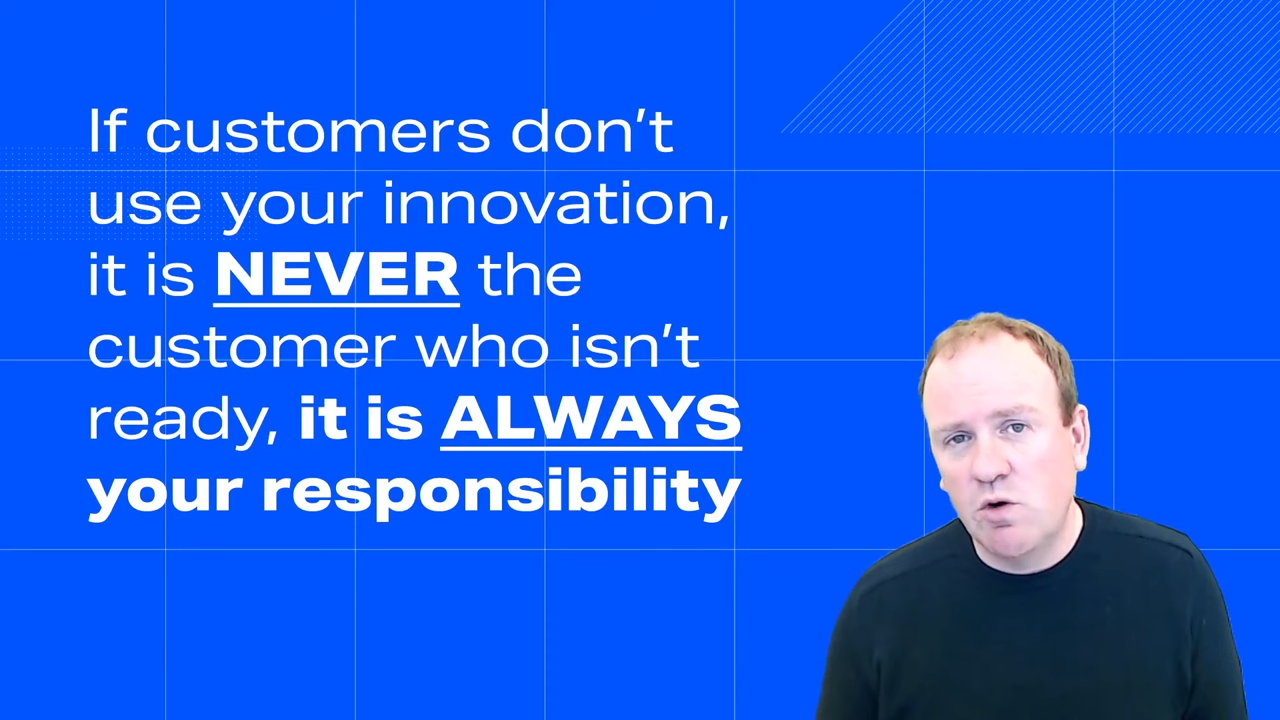 If customers don’t
use your innovation,
it is NEVER the
customer who isn’t
ready, it is ALWAYS
your responsibility